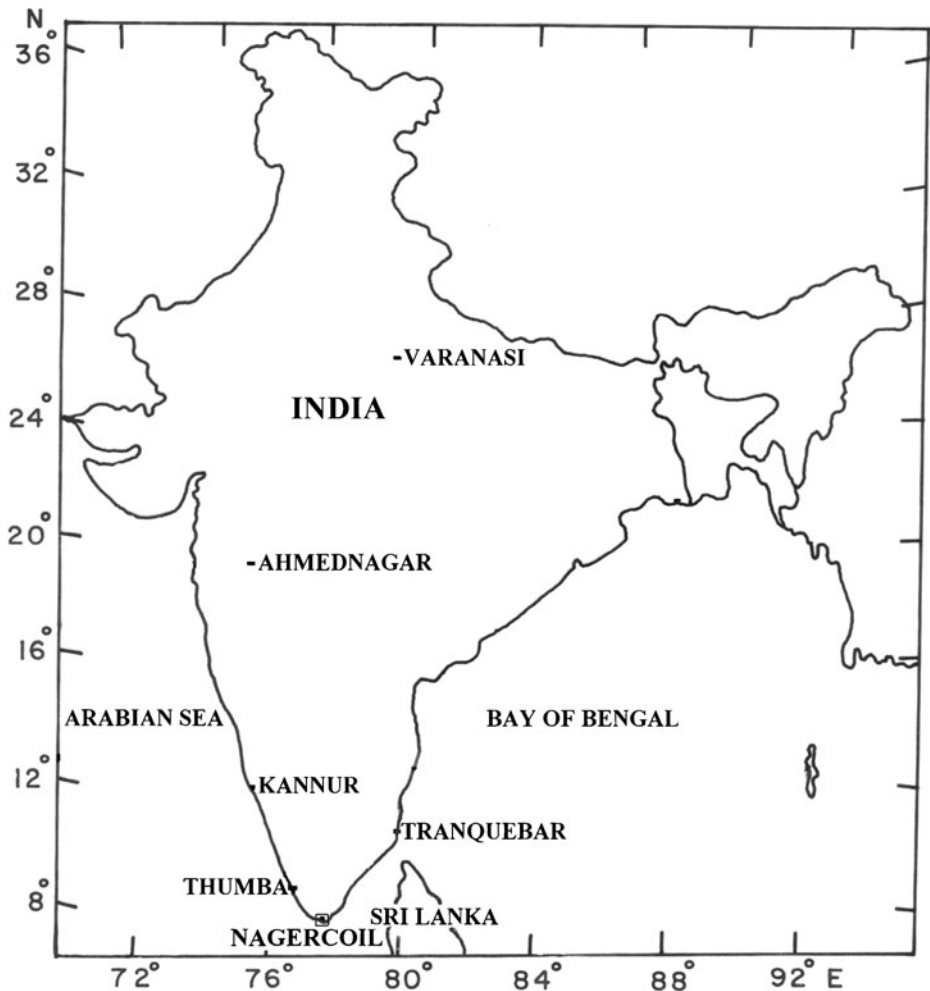 N
36°
32°
28°
VARANASI
INDIA
24°
20°
AHMEDNAGAR
16°
ARABIAN SEA
BAY OF BENGAL
12°
KANNUR
TRANQUEBAR
THUMBA
8°
SRI LANKA
NAGERCOIL
72° 76° 80° 84° 88° 92° E